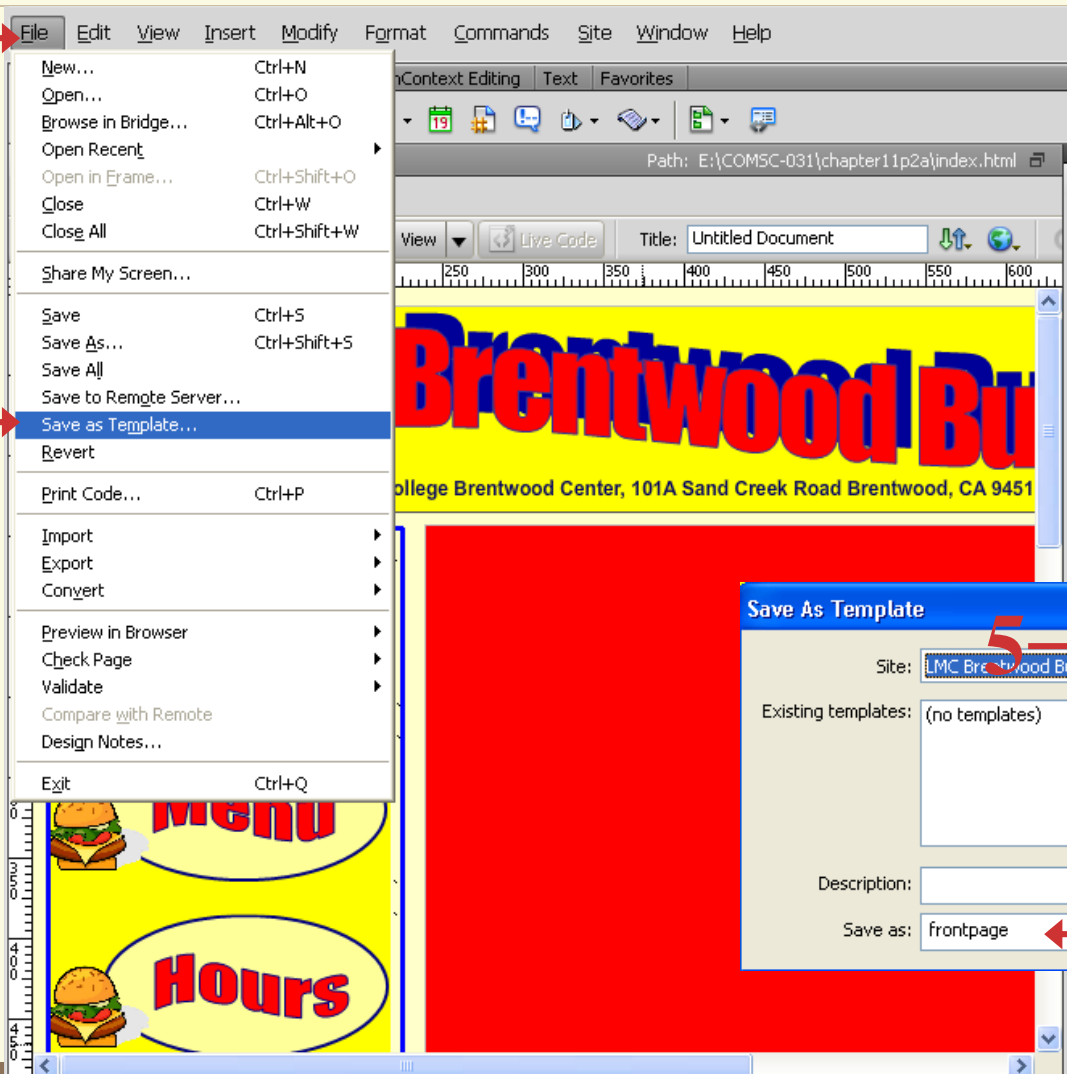 File Edit View Insert Modify Format Commands Site Window Help
New... Ctrl+N
Open... Ctrl+O
Browse in Bridge... Ctrl+Alt+O
Open Recent
Open in Frame... Ctrl+Shift+O
Close Ctrl+W
Close All Ctrl+Shift+W
Share My Screen...
Save Ctrl+S
Save As... Ctrl+Shift+S
Save All
Save to Remote Server...
Save as Template...
Revert
Print Code... Ctrl+P
Import
Export
Convert
Preview in Browser
Check Page
Validate
Compare with Remote
Design Notes...
Exit Ctrl+Q
nContext Editing Text Favorites
19
Path: E:\COMSC-031\chapter11p2a\index.html
View Live Code Title: Untitled Document
250 300 350 400 450 500 550 600
Brentwood Bu
ollege Brentwood Center, 101A Sand Creek Road Brentwood, CA 9451
Menu
Hours
350
400
Save As Template
5
Site: LMC Brentwood Bu
Existing templates: (no templates)
Description:
Save as: frontpage